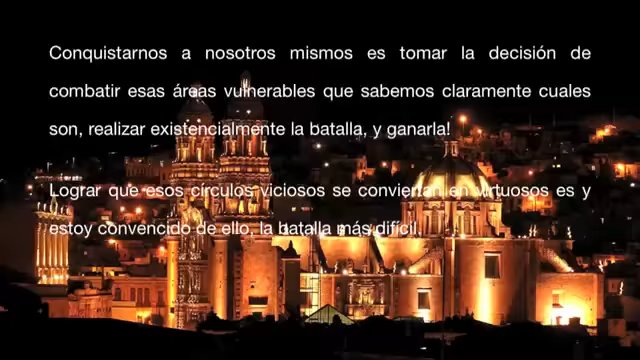 Conquistarnos a nosotros mismos es tomar la decisión de
combatir esas áreas vulnerables que sabemos claramente cuales
son, realizar existencialmente la batalla, y ganarla!
Lograr que esos círculos viciosos se conviertan en virtuosos es y
estoy convencido de ello, la batalla más difícil.